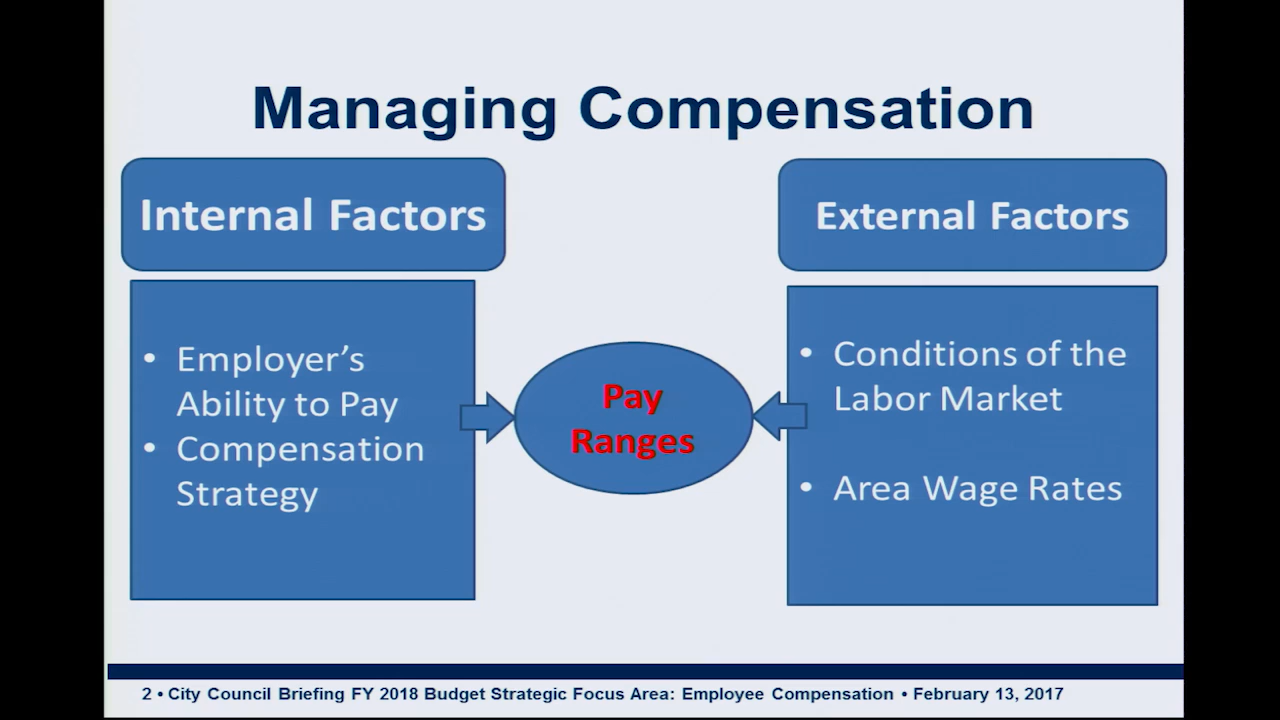 Managing Compensation
Internal Factors
• Employer’s
Ability to Pay
• Compensation
Strategy
Pay
Ranges
External Factors
• Conditions of the
Labor Market
• Area Wage Rates
2 • City Council Briefing FY 2018 Budget Strategic Focus Area: Employee Compensation • February 13, 2017